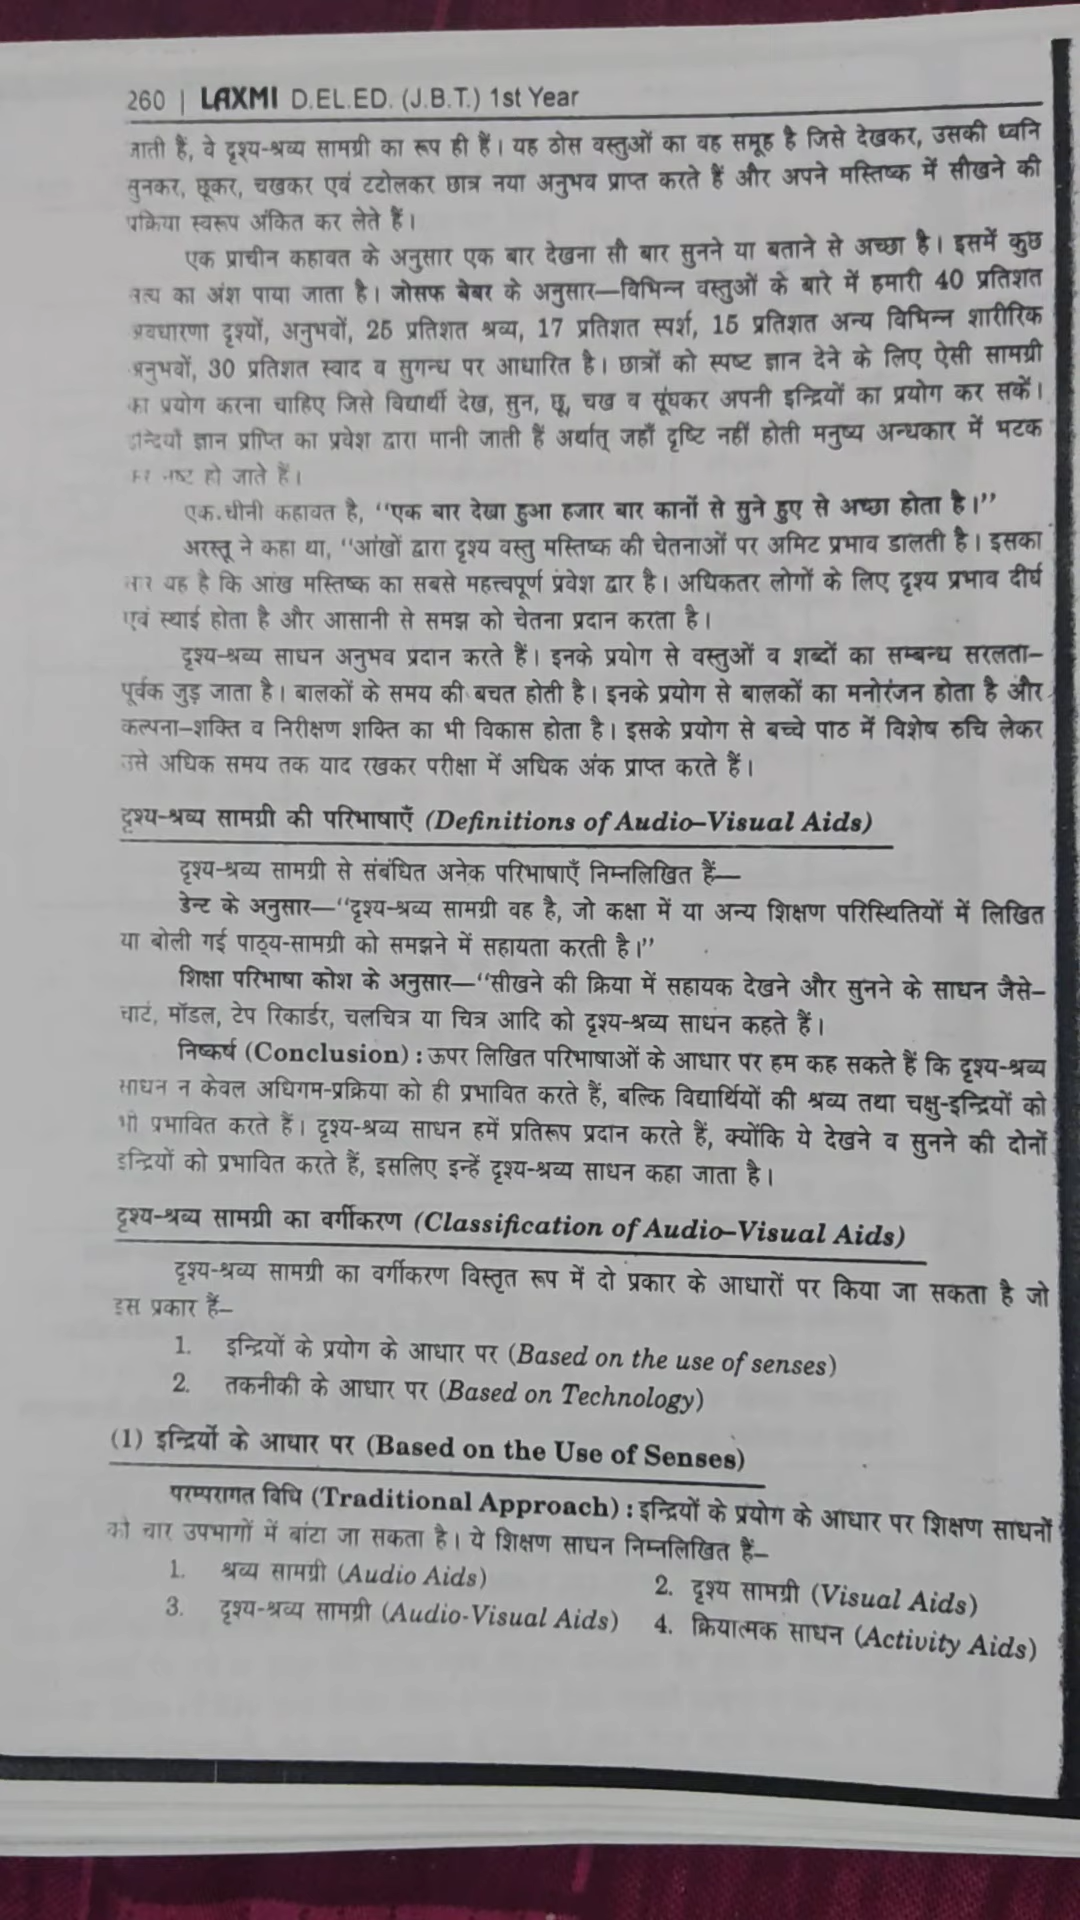 260 | LAXMI D.EL.ED. (J.B.T.) 1st Year
जाती हैं, वे दृश्य-श्रव्य सामग्री का रूप ही हैं। यह ठोस वस्तुओं का वह समूह है जिसे देखकर, उसकी ध्वनि
सुनकर, छूकर, चखकर एवं टटोलकर छात्र नया अनुभव प्राप्त करते हैं और अपने मस्तिष्क में सीखने की
प्रक्रिया स्वरूप अंकित कर लेते हैं।
एक प्राचीन कहावत के अनुसार एक बार देखना सौ बार सुनने या बताने से अच्छा है। इसमें कुछ
सत्य का अंश पाया जाता है। जोसफ बेबर के अनुसार—विभिन्न वस्तुओं के बारे में हमारी 40 प्रतिशत
अवधारणा दृश्यों, अनुभवों, 25 प्रतिशत श्रव्य, 17 प्रतिशत स्पर्श, 15 प्रतिशत अन्य विभिन्न शारीरिक
अनुभवों, 30 प्रतिशत स्वाद व सुगन्ध पर आधारित है। छात्रों को स्पष्ट ज्ञान देने के लिए ऐसी सामग्री
का प्रयोग करना चाहिए जिसे विद्यार्थी देख, सुन, छू, चख व सूंघकर अपनी इन्द्रियों का प्रयोग कर सकें।
इन्द्रियाँ ज्ञान प्राप्ति का प्रवेश द्वारा मानी जाती हैं अर्थात् जहाँ दृष्टि नहीं होती मनुष्य अन्धकार में भटक
कर नष्ट हो जाते हैं।
एक चीनी कहावत है, ‘‘एक बार देखा हुआ हजार बार कानों से सुने हुए से अच्छा होता है।’’
अरस्तू ने कहा था, ‘‘आंखों द्वारा दृश्य वस्तु मस्तिष्क की चेतनाओं पर अमिट प्रभाव डालती है। इसका
सार यह है कि आंख मस्तिष्क का सबसे महत्त्वपूर्ण प्रवेश द्वार है। अधिकतर लोगों के लिए दृश्य प्रभाव दीर्घ
एवं स्थाई होता है और आसानी से समझ को चेतना प्रदान करता है।
दृश्य-श्रव्य साधन अनुभव प्रदान करते हैं। इनके प्रयोग से वस्तुओं व शब्दों का सम्बन्ध सरलता–
पूर्वक जुड़ जाता है। बालकों के समय की बचत होती है। इनके प्रयोग से बालकों का मनोरंजन होता है और
कल्पना–शक्ति व निरीक्षण शक्ति का भी विकास होता है। इसके प्रयोग से बच्चे पाठ में विशेष रुचि लेकर
उसे अधिक समय तक याद रखकर परीक्षा में अधिक अंक प्राप्त करते हैं।
दृश्य-श्रव्य सामग्री की परिभाषाएँ (Definitions of Audio–Visual Aids)
दृश्य-श्रव्य सामग्री से संबंधित अनेक परिभाषाएँ निम्नलिखित हैं—
डेन्ट के अनुसार—‘‘दृश्य-श्रव्य सामग्री वह है, जो कक्षा में या अन्य शिक्षण परिस्थितियों में लिखित
या बोली गई पाठ्य-सामग्री को समझने में सहायता करती है।’’
शिक्षा परिभाषा कोश के अनुसार—‘‘सीखने की क्रिया में सहायक देखने और सुनने के साधन जैसे–
चार्ट, मॉडल, टेप रिकार्डर, चलचित्र या चित्र आदि को दृश्य-श्रव्य साधन कहते हैं।
निष्कर्ष (Conclusion) : ऊपर लिखित परिभाषाओं के आधार पर हम कह सकते हैं कि दृश्य-श्रव्य
साधन न केवल अधिगम-प्रक्रिया को ही प्रभावित करते हैं, बल्कि विद्यार्थियों की श्रव्य तथा चक्षु-इन्द्रियों को
भी प्रभावित करते हैं। दृश्य-श्रव्य साधन हमें प्रतिरूप प्रदान करते हैं, क्योंकि ये देखने व सुनने की दोनों
इन्द्रियों को प्रभावित करते हैं, इसलिए इन्हें दृश्य-श्रव्य साधन कहा जाता है।
दृश्य-श्रव्य सामग्री का वर्गीकरण (Classification of Audio–Visual Aids)
दृश्य-श्रव्य सामग्री का वर्गीकरण विस्तृत रूप में दो प्रकार के आधारों पर किया जा सकता है जो
इस प्रकार हैं–
1. इन्द्रियों के प्रयोग के आधार पर (Based on the use of senses)
2. तकनीकी के आधार पर (Based on Technology)
(1) इन्द्रियों के आधार पर (Based on the Use of Senses)
परम्परागत विधि (Traditional Approach) : इन्द्रियों के प्रयोग के आधार पर शिक्षण साधनों
को चार उपभागों में बांटा जा सकता है। ये शिक्षण साधन निम्नलिखित हैं–
1. श्रव्य सामग्री (Audio Aids) 2. दृश्य सामग्री (Visual Aids)
3. दृश्य-श्रव्य सामग्री (Audio-Visual Aids) 4. क्रियात्मक साधन (Activity Aids)